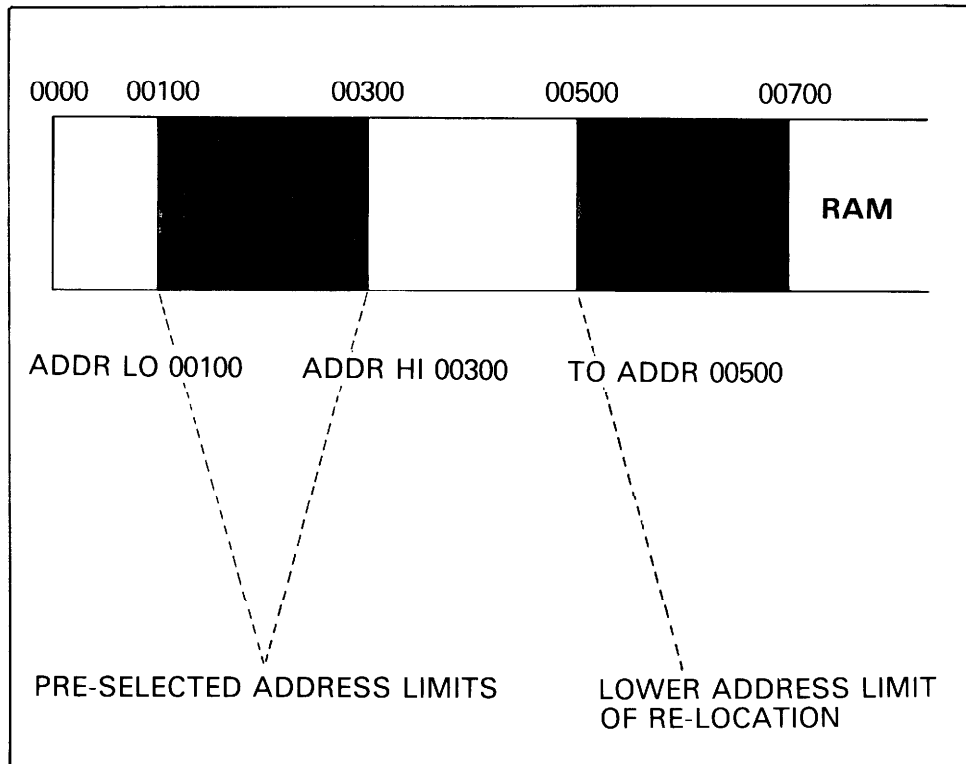 0000 00100 00300 00500 00700
RAM
ADDR LO 00100 ADDR HI 00300 TO ADDR 00500
PRE-SELECTED ADDRESS LIMITS
LOWER ADDRESS LIMIT
OF RE-LOCATION